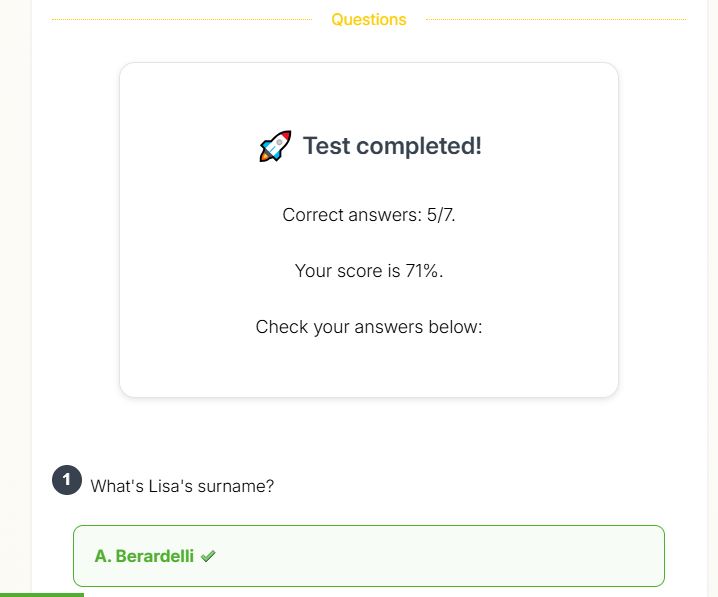 Questions
🚀 Test completed!
Correct answers: 5/7.
Your score is 71%.
Check your answers below:
1 What's Lisa's surname?
A. Berardelli ✔